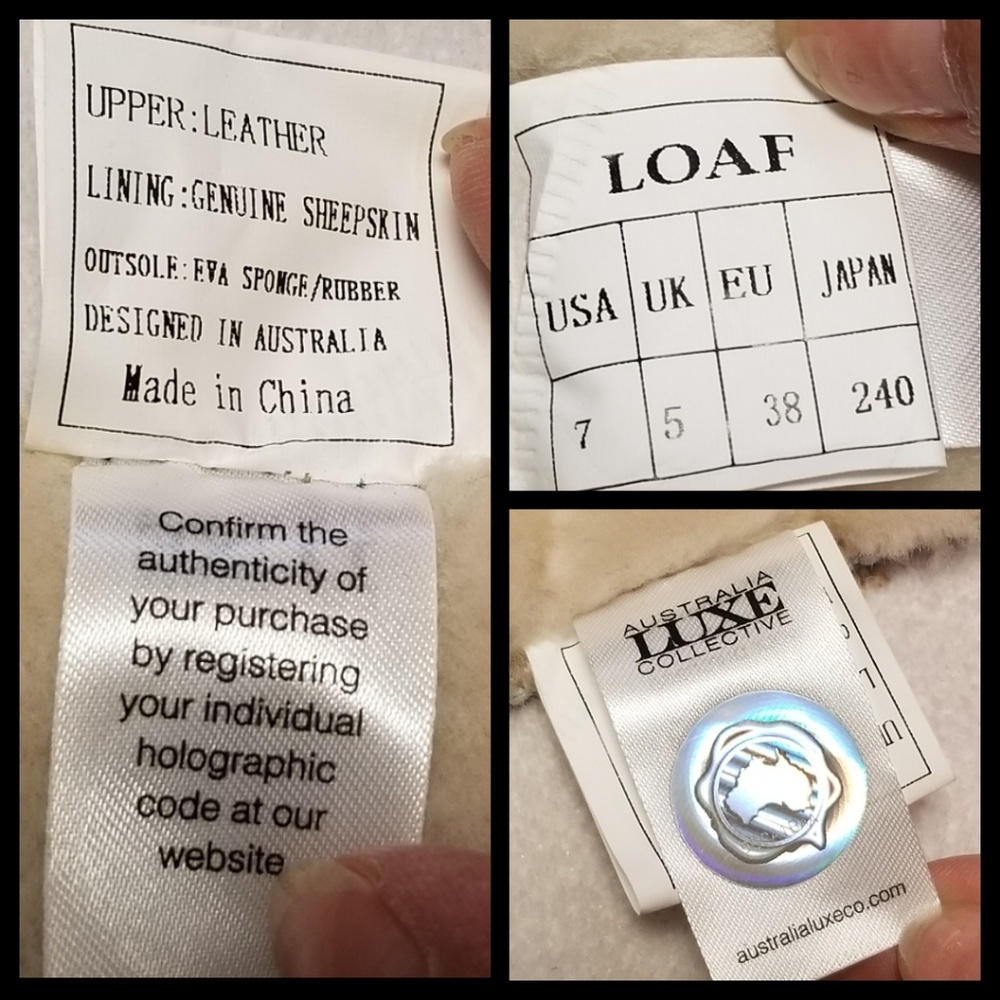 UPPER:LEATHER
LINING:GENUINE SHEEPSKIN
OUTSOLE:EVA SPONGE/RUBBER
DESIGNED IN AUSTRALIA
Made in China
Confirm the
authenticity of
your purchase
by registering
your individual
holographic
code at our
website
LOAF
USA UK EU JAPAN
7 5 38 240
AUSTRALIA
LUXE
COLLECTIVE
australialuxeco.com